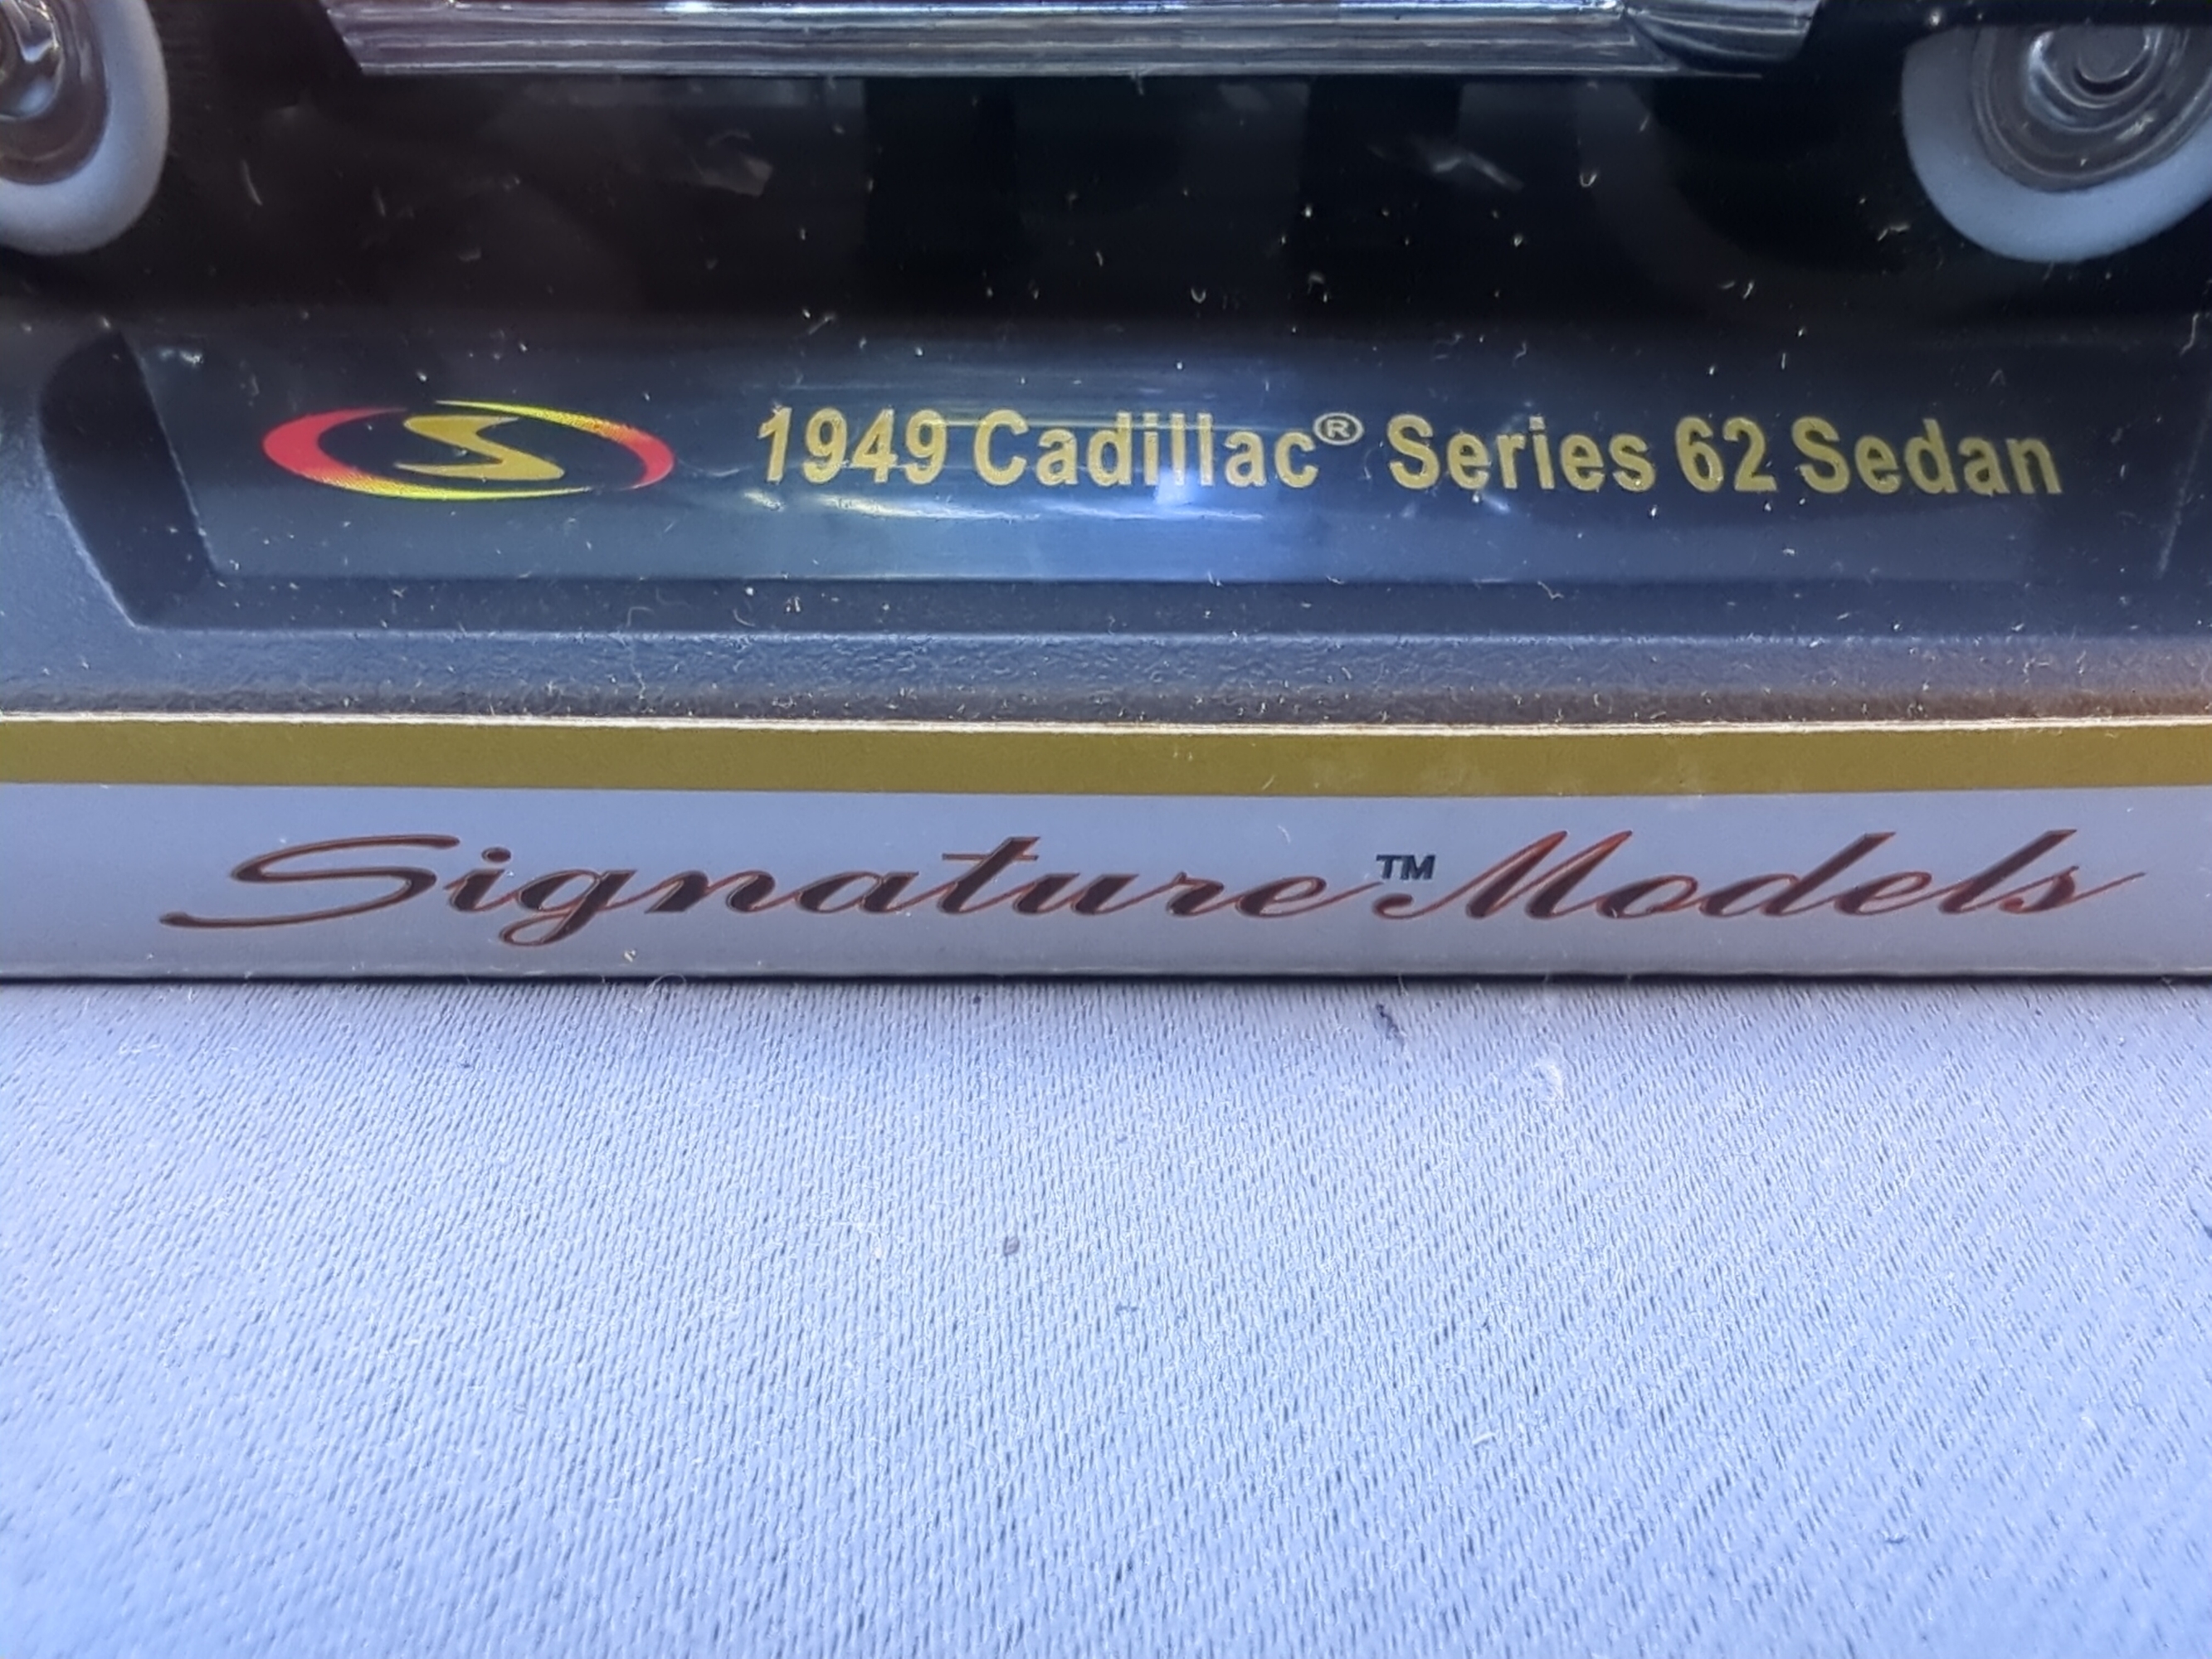 S 1949 Cadillac® Series 62 Sedan
Signature™ Models